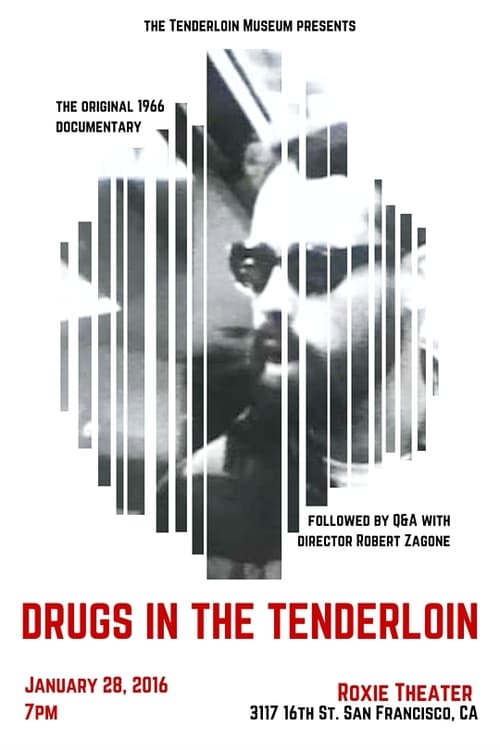 THE TENDERLOIN MUSEUM PRESENTS
THE ORIGINAL 1966
DOCUMENTARY
FOLLOWED BY Q&A WITH
DIRECTOR ROBERT ZAGONE
DRUGS IN THE TENDERLOIN
JANUARY 28, 2016
7PM
ROXIE THEATER
3117 16TH ST. SAN FRANCISCO, CA